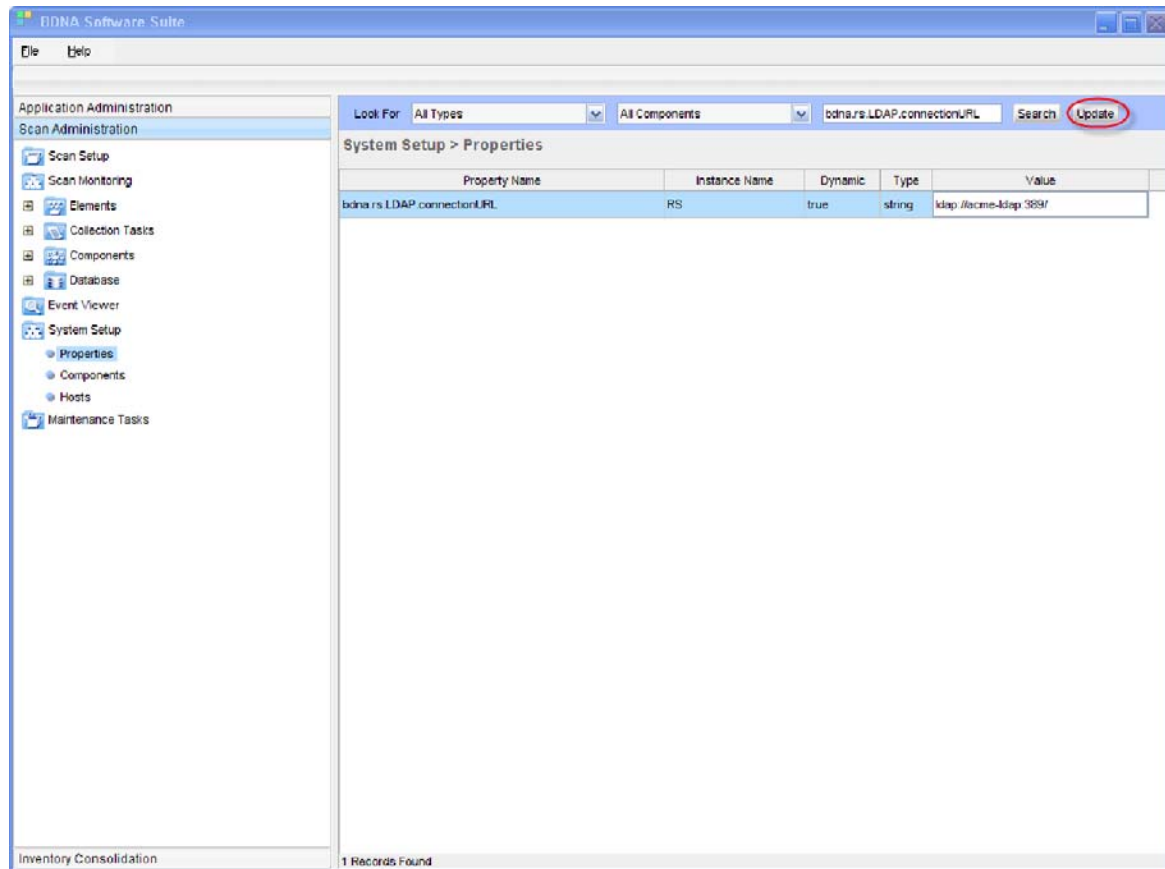 BDNA Software Suite
File Help
Application Administration
Scan Administration
Scan Setup
Scan Monitoring
Elements
Collection Tasks
Components
Database
Event Viewer
System Setup
Properties
Components
Hosts
Maintenance Tasks
Inventory Consolidation
Look For All Types All Components bdna.rs.LDAP.connectionURL Search Update
System Setup > Properties
Property Name Instance Name Dynamic Type Value
bdna.rs.LDAP.connectionURL RS true string ldap://acme-ldap:389/
1 Records Found